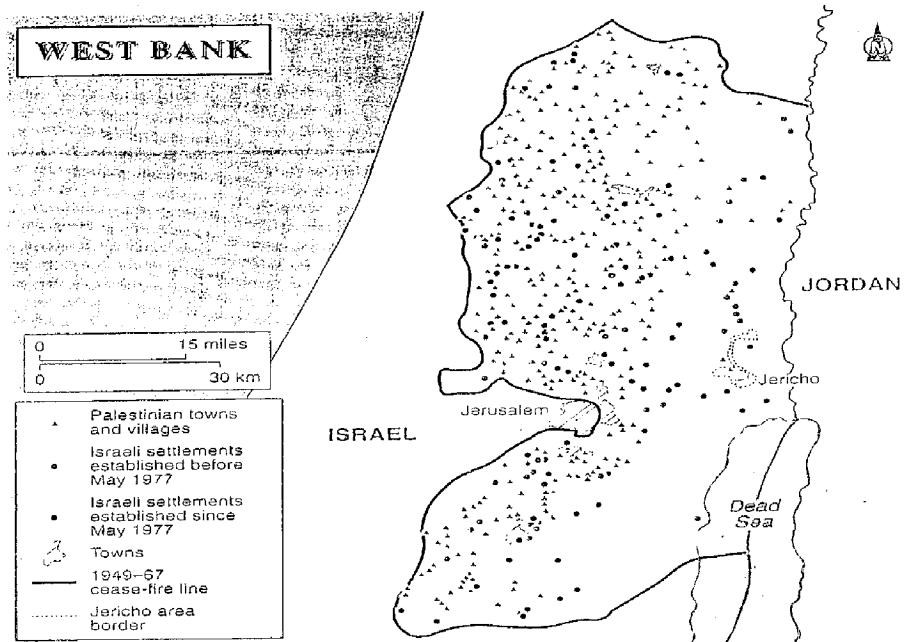 WEST BANK
N
JORDAN
0 15 miles
0 30 km
Jericho
Jerusalem
ISRAEL
Dead
Sea
Palestinian towns
and villages
Israeli settlements
established before
May 1977
Israeli settlements
established since
May 1977
Towns
1949–67
cease-fire line
Jericho area
border